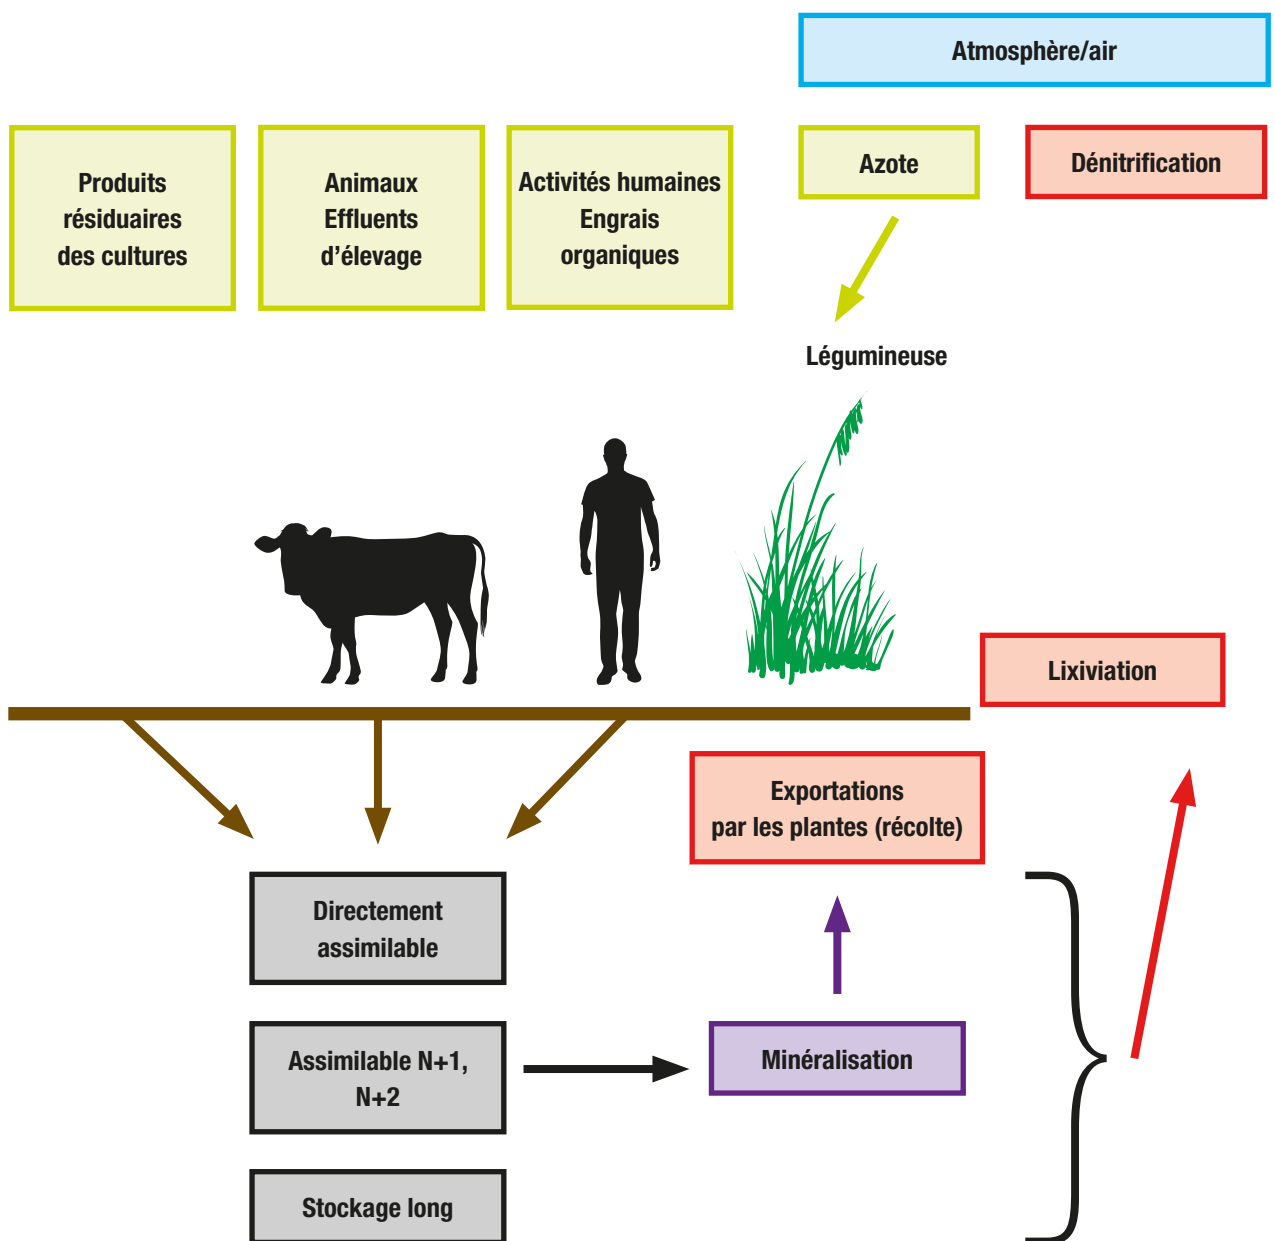 Atmosphère/air
Produits
résiduaires
des cultures
Animaux
Effluents
d'élevage
Activités humaines
Engrais
organiques
Azote
Dénitrification
Légumineuse
Lixiviation
Exportations
par les plantes (récolte)
Directement
assimilable
Assimilable N+1,
N+2
Minéralisation
Stockage long